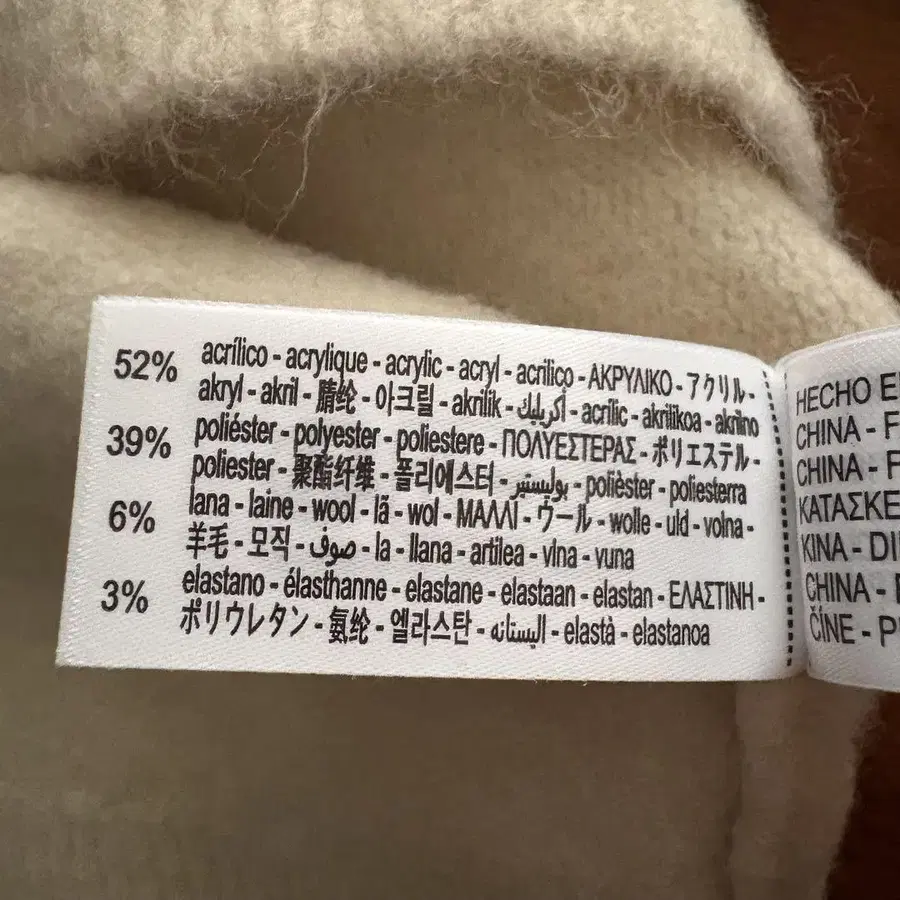 52% acrílico - acrylique - acrylic - acryl - acrilico - ΑΚΡΥΛΙΚΟ - アクリル -
akryl - akril - 腈纶 - 아크릴 - akrilik - أكريليك - acrílic - akrilikoa - akrilno
39% poliéster - polyester - poliestere - ΠΟΛΥΕΣΤΕΡΑΣ - ポリエステル -
poliester - 聚酯纤维 - 폴리에스터 - بوليستير - polièster - poliesterra
6% lana - laine - wool - lã - wol - ΜΑΛΛΙ - ウール - wolle - uld - volna -
羊毛 - 모직 - صوف - la - llana - artilea - vlna - vuna
3% elastano - élasthanne - elastane - elastaan - elastan - ΕΛΑΣΤΙΝΗ -
ポリウレタン - 氨纶 - 엘라스탄 - اليستانه - elastà - elastanoa
HECHO
CHINA - F
CHINA - F
ΚΑΤΑΣΚΕ
KINA - DI
CHINA -
ČÍNE - P